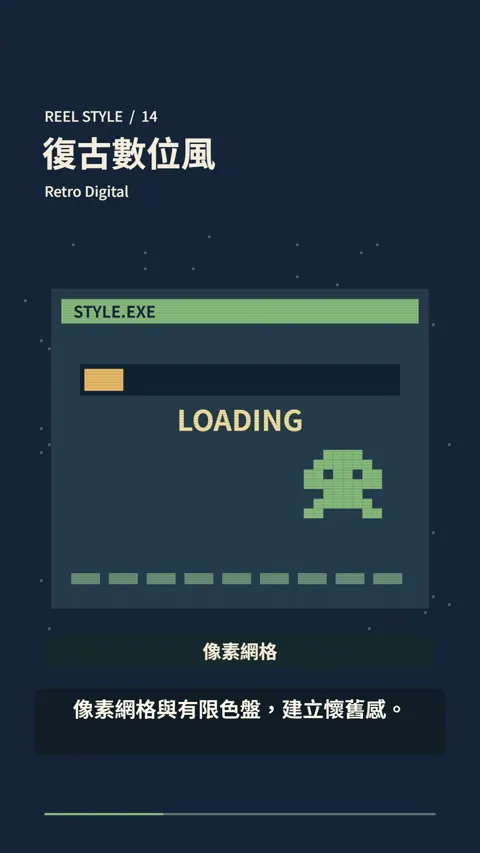 REEL STYLE / 14
復古數位風
Retro Digital
STYLE.EXE
LOADING
像素網格
像素網格與有限色盤，建立懷舊感。